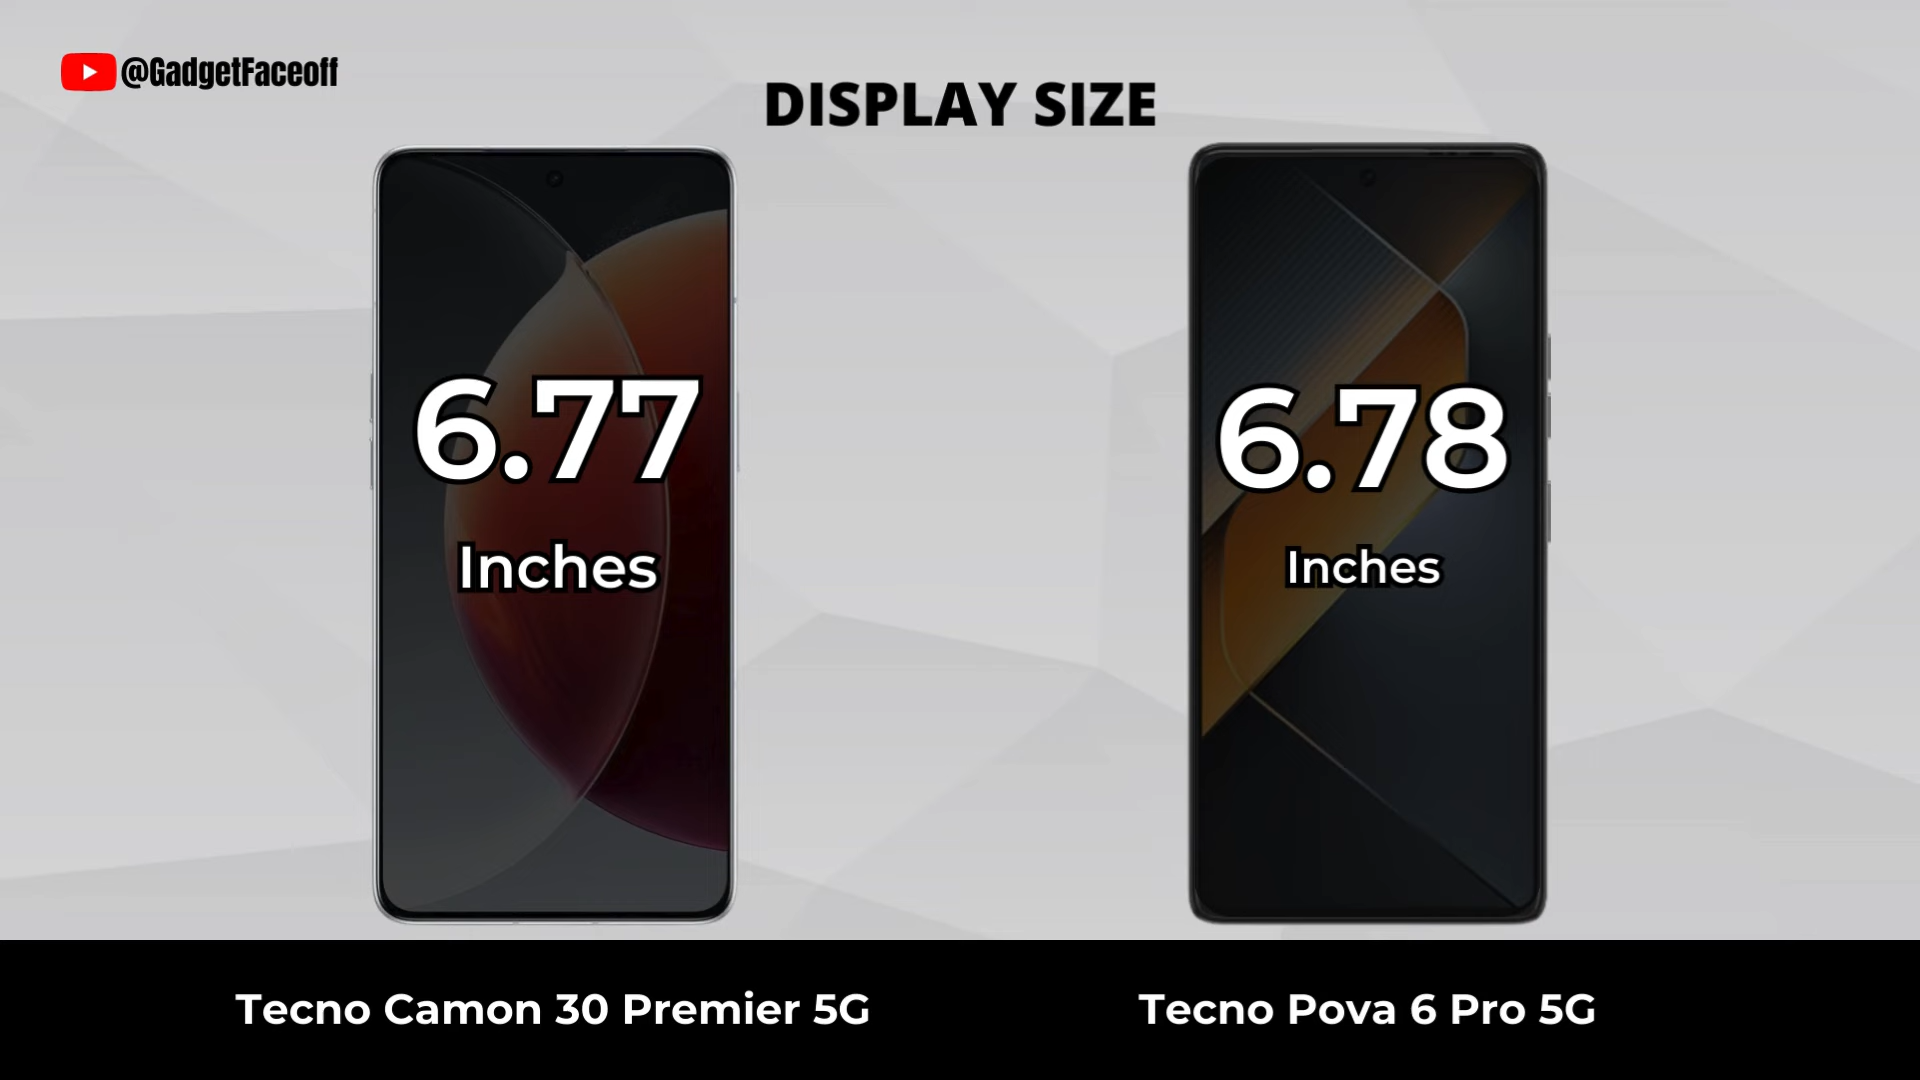 @GadgetFaceoff
DISPLAY SIZE
6.77
Inches
6.78
Inches
Tecno Camon 30 Premier 5G
Tecno Pova 6 Pro 5G